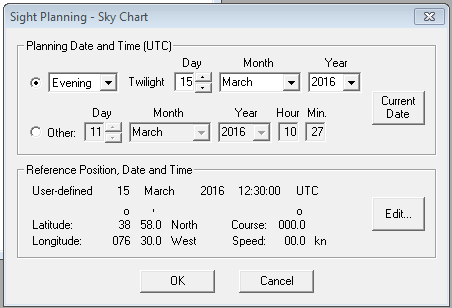 Sight Planning - Sky Chart
Planning Date and Time (UTC)
Day Month Year
Evening Twilight 15 March 2016
Current Date
Day Month Year Hour Min.
Other: 11 March 2016 10 27
Reference Position, Date and Time
User-defined 15 March 2016 12:30:00 UTC
o ' o
Latitude: 38 58.0 North Course: 000.0
Edit...
Longitude: 076 30.0 West Speed: 00.0 kn
OK Cancel